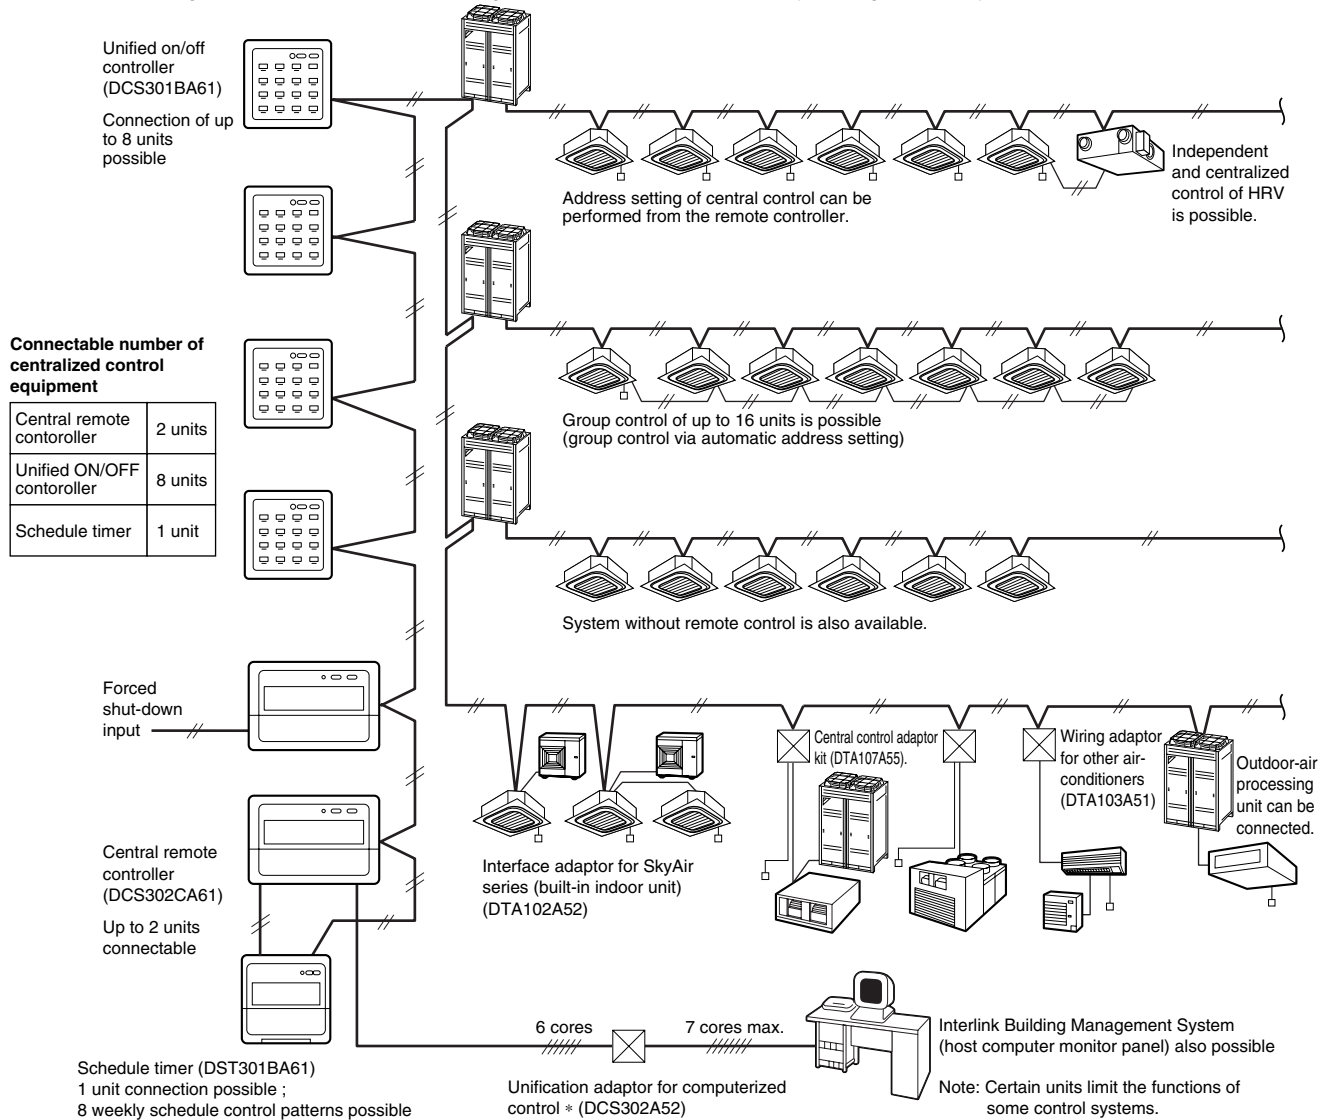 Unified on/off
controller
(DCS301BA61)
Connection of up
to 8 units
possible
Independent
and centralized
control of HRV
is possible.
Address setting of central control can be
performed from the remote controller.
Connectable number of
centralized control
equipment
Central remote
contoroller
2 units
Unified ON/OFF
contoroller
8 units
Schedule timer
1 unit
Group control of up to 16 units is possible
(group control via automatic address setting)
System without remote control is also available.
Forced
shut-down
input
Central control adaptor
kit (DTA107A55).
Wiring adaptor
for other air-
conditioners
(DTA103A51)
Outdoor-air
processing
unit can be
connected.
Interface adaptor for SkyAir
series (built-in indoor unit)
(DTA102A52)
Central remote
controller
(DCS302CA61)
Up to 2 units
connectable
6 cores
7 cores max.
Interlink Building Management System
(host computer monitor panel) also possible
Schedule timer (DST301BA61)
1 unit connection possible ;
8 weekly schedule control patterns possible
Unification adaptor for computerized
control * (DCS302A52)
Note: Certain units limit the functions of
some control systems.